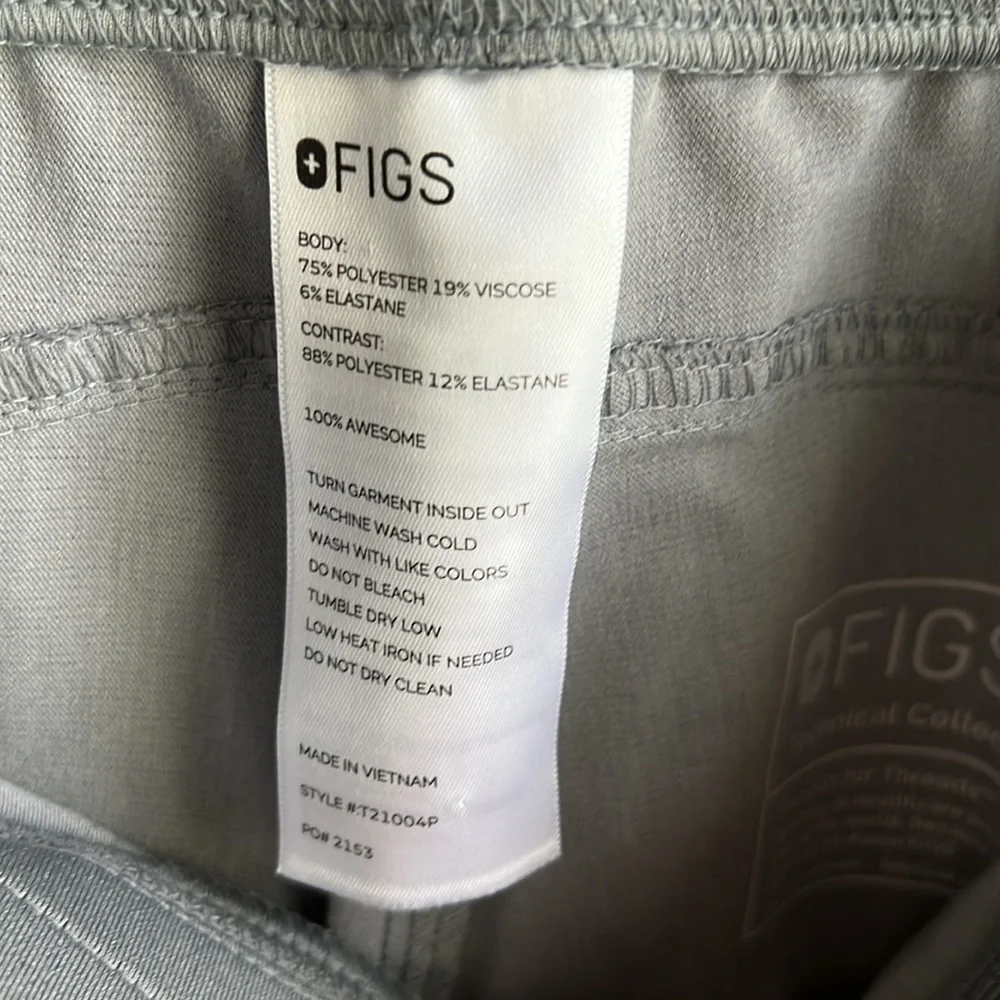 FIGS
BODY:
75% POLYESTER 19% VISCOSE
6% ELASTANE
CONTRAST:
88% POLYESTER 12% ELASTANE
100% AWESOME
TURN GARMENT INSIDE OUT
MACHINE WASH COLD
WASH WITH LIKE COLORS
DO NOT BLEACH
TUMBLE DRY LOW
LOW HEAT IRON IF NEEDED
DO NOT DRY CLEAN
MADE IN VIETNAM
STYLE #:T21004P
PO# 2153
FIGS
for Threads